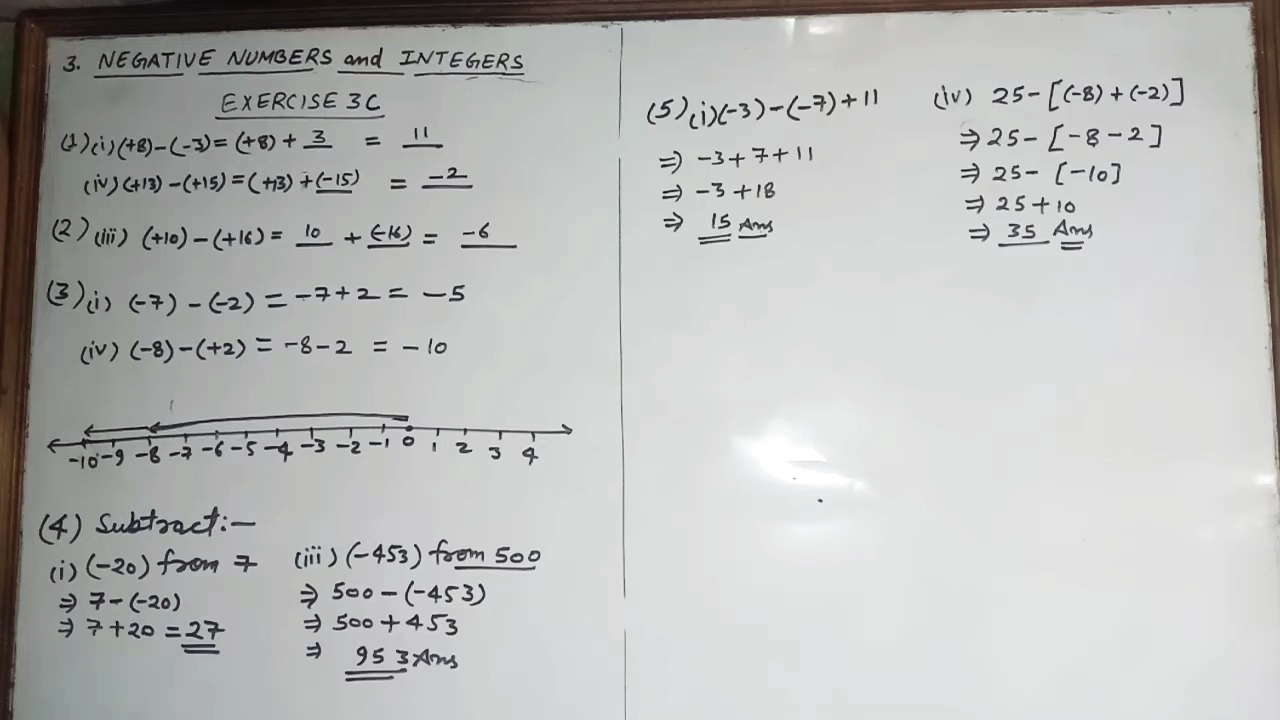 3. NEGATIVE NUMBERS and INTEGERS
EXERCISE 3C
(1) (i) (+8)-(-3) = (+8) + 3 = 11
(iv) (+13) - (+15) = (+13) + (-15) = -2
(2) (iii) (+10) - (+16) = 10 + (-16) = -6
(3) (i) (-7) - (-2) = -7+2 = -5
(iv) (-8) - (+2) = -8-2 = -10
-10 -9 -8 -7 -6 -5 -4 -3 -2 -1 0 1 2 3 4
(4) Subtract:-
(i) (-20) from 7
⇒ 7-(-20)
⇒ 7+20 = 27
(iii) (-453) from 500
⇒ 500 - (-453)
⇒ 500 + 453
⇒ 953 Ans
(5) (i) (-3) - (-7) + 11
⇒ -3+7+11
⇒ -3+18
⇒ 15 Ans
(iv) 25-[(-8)+(-2)]
⇒ 25-[-8-2]
⇒ 25- [-10]
⇒ 25+10
⇒ 35 Ans